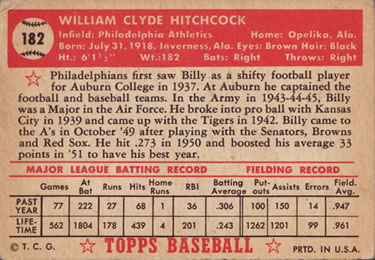 182
WILLIAM CLYDE HITCHCOCK
Infield: Philadelphia Athletics Home: Opelika, Ala.
Born: July 31, 1918, Inverness, Ala. Eyes: Brown Hair: Black
Ht: 6'1½" Wt.: 182 Bats: Right Throws: Right
Philadelphians first saw Billy as a shifty football player
for Auburn College in 1937. At Auburn he captained the
football and baseball teams. In the Army in 1943-44-45, Billy
was a Major in the Air Force. He broke into pro ball with Kansas
City in 1939 and came up with the Tigers in 1942. Billy came to
the A's in October '49 after playing with the Senators, Browns
and Red Sox. He hit .273 in 1950 and boosted his average 33
points in '51 to have his best year.
MAJOR LEAGUE BATTING RECORD FIELDING RECORD
Games At Bat Runs Hits Home Runs RBI Batting Average Put-outs Assists Errors Field. Avg.
PAST YEAR 77 222 27 68 1 36 .306 100 150 14 .947
LIFE-TIME 562 1804 178 439 4 201 .243 1262 1201 99 .961
© T. C. G. TOPPS BASEBALL PRTD. IN U.S.A.